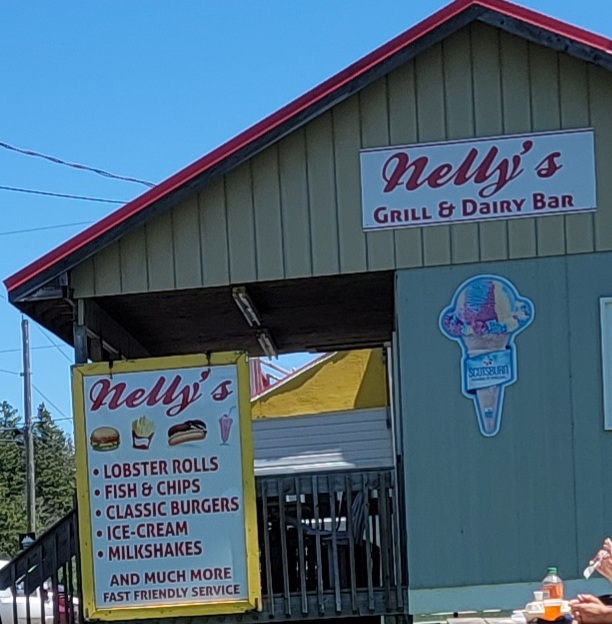 Nelly's
GRILL & DAIRY BAR
SCOTSBURN
Nelly's
• LOBSTER ROLLS
• FISH & CHIPS
• CLASSIC BURGERS
• ICE-CREAM
• MILKSHAKES
AND MUCH MORE
FAST FRIENDLY SERVICE